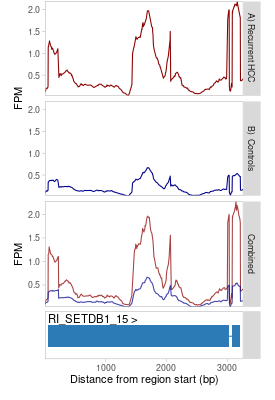 2.0
1.5
1.0
0.5
FPM
A) Recurrent HCC
2.0
1.5
1.0
0.5
FPM
B) Controls
2.0
1.5
1.0
0.5
FPM
Combined
RI_SETDB1_15 >
1000 2000 3000
Distance from region start (bp)